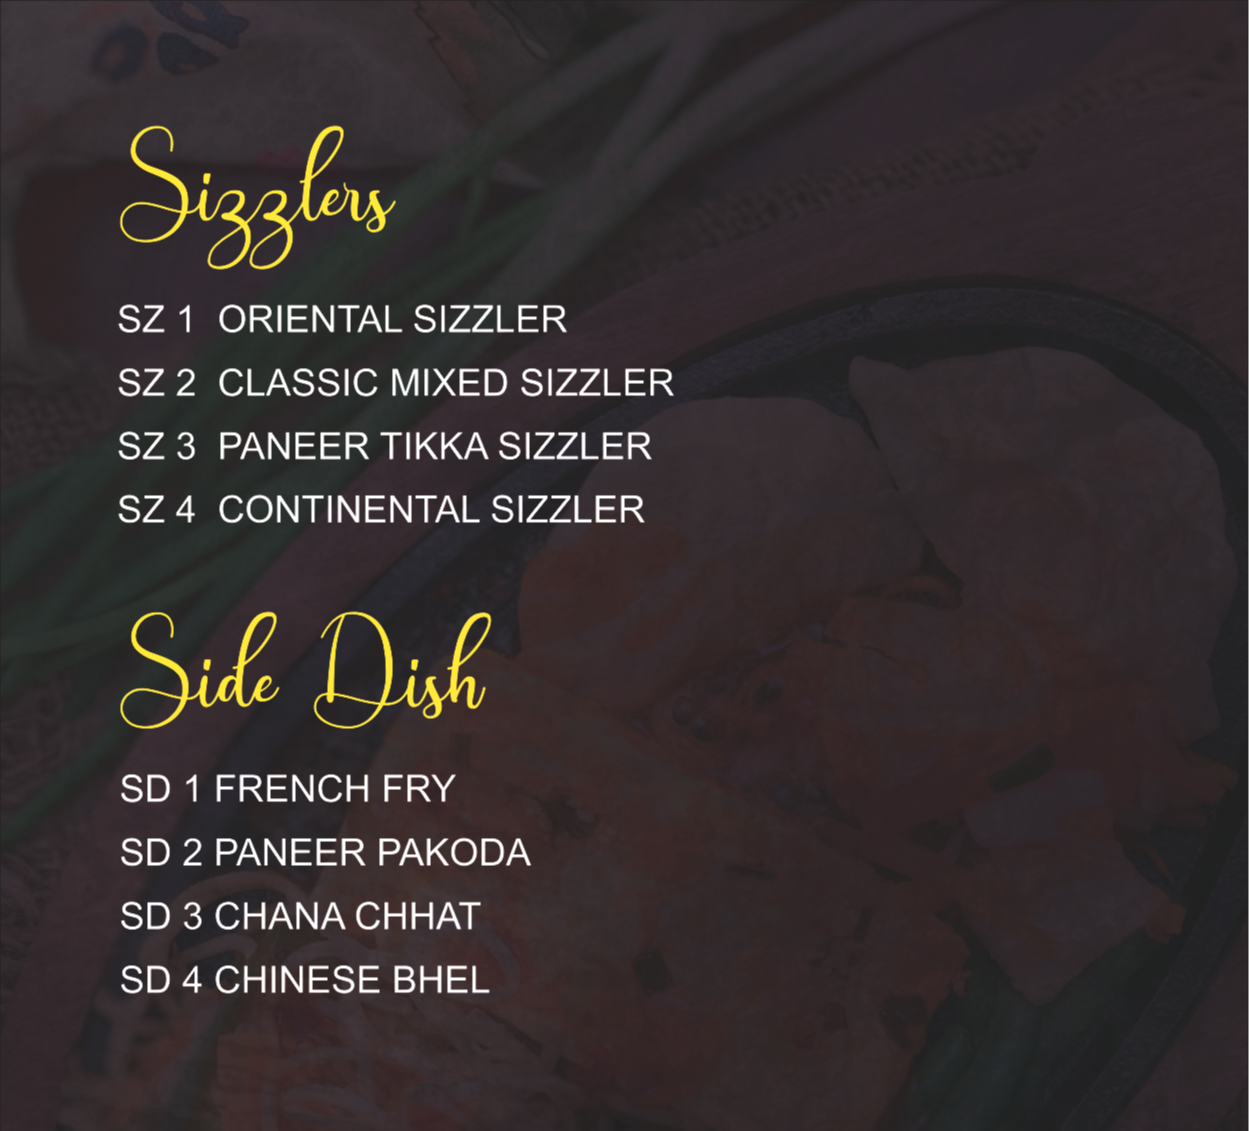 Sizzlers
SZ 1 ORIENTAL SIZZLER
SZ 2 CLASSIC MIXED SIZZLER
SZ 3 PANEER TIKKA SIZZLER
SZ 4 CONTINENTAL SIZZLER
Side Dish
SD 1 FRENCH FRY
SD 2 PANEER PAKODA
SD 3 CHANA CHHAT
SD 4 CHINESE BHEL